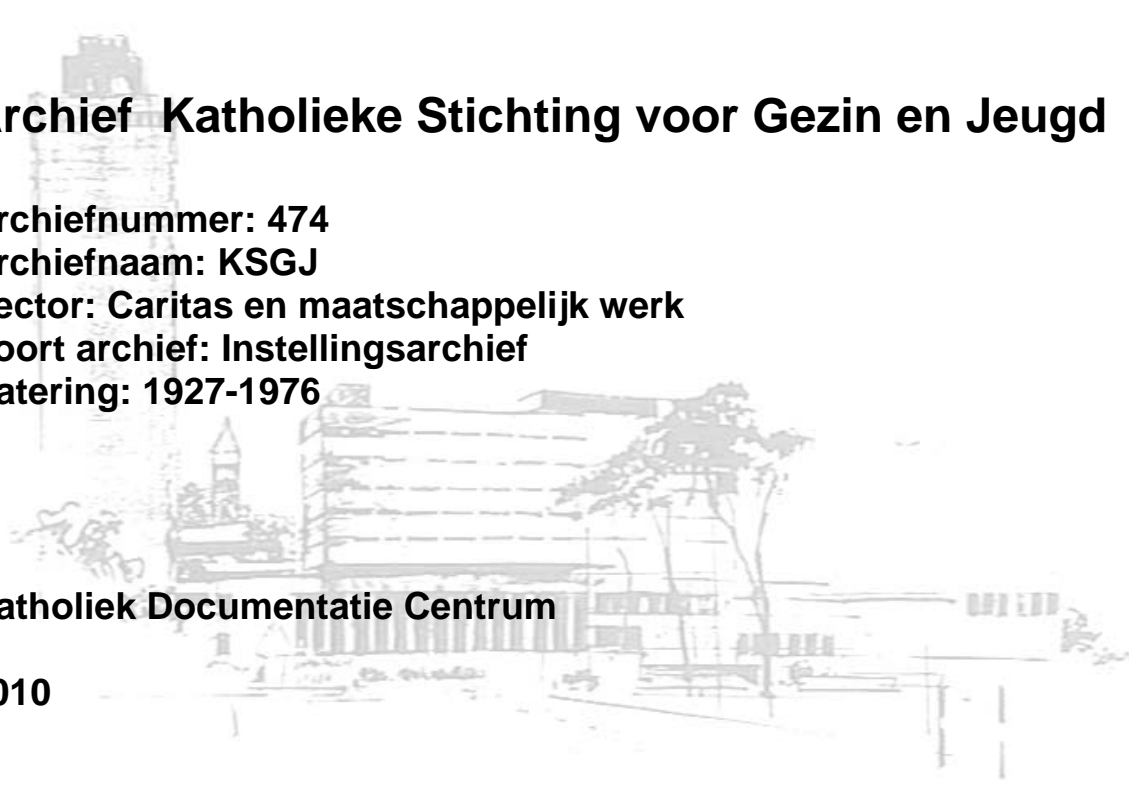 rchief Katholieke Stichting voor Gezin en Jeugd
rchiefnummer: 474
rchiefnaam: KSGJ
ector: Caritas en maatschappelijk werk
oort archief: Instellingsarchief
atering: 1927-1976
atholiek Documentatie Centrum
010